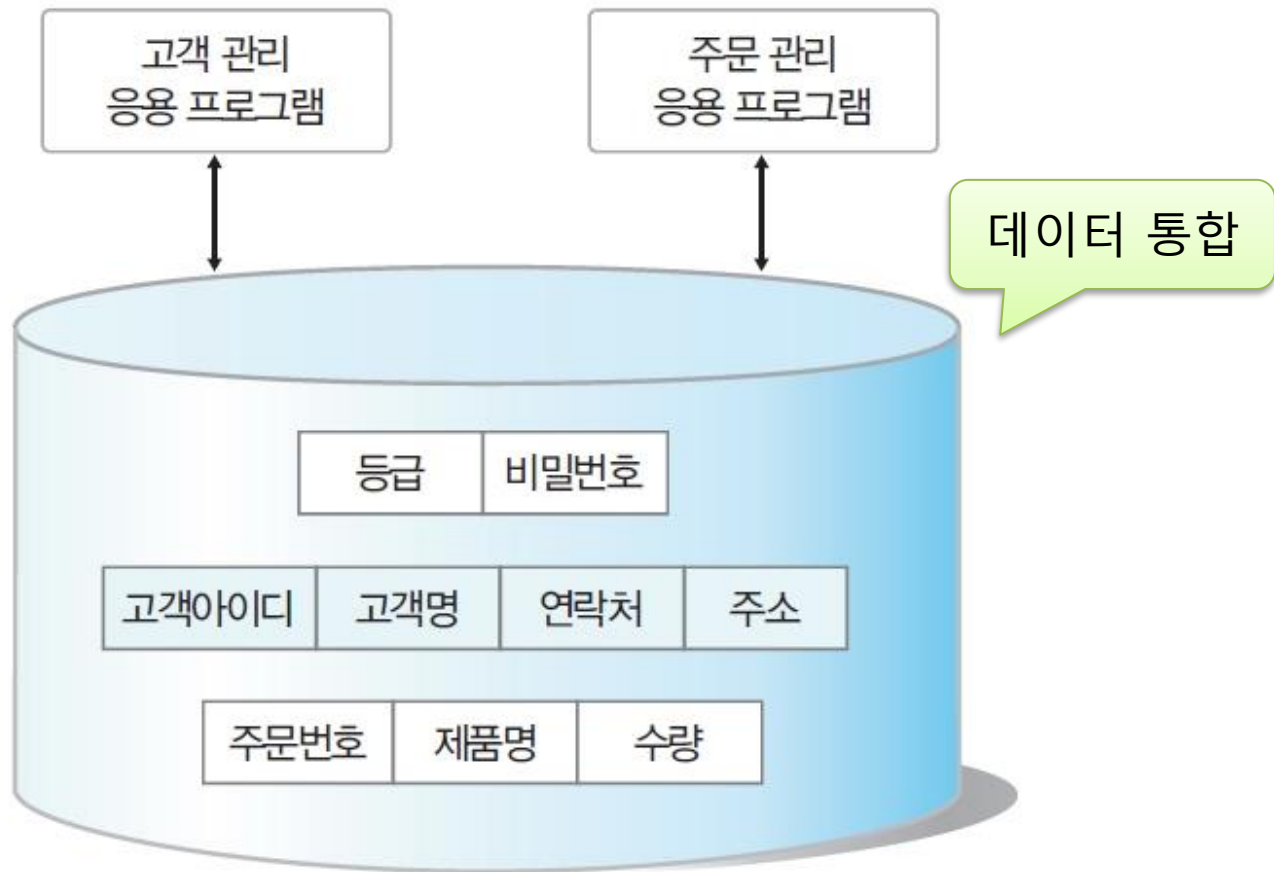 고객 관리
응용 프로그램
주문 관리
응용 프로그램
데이터 통합
등급 비밀번호
고객아이디 고객명 연락처 주소
주문번호 제품명 수량